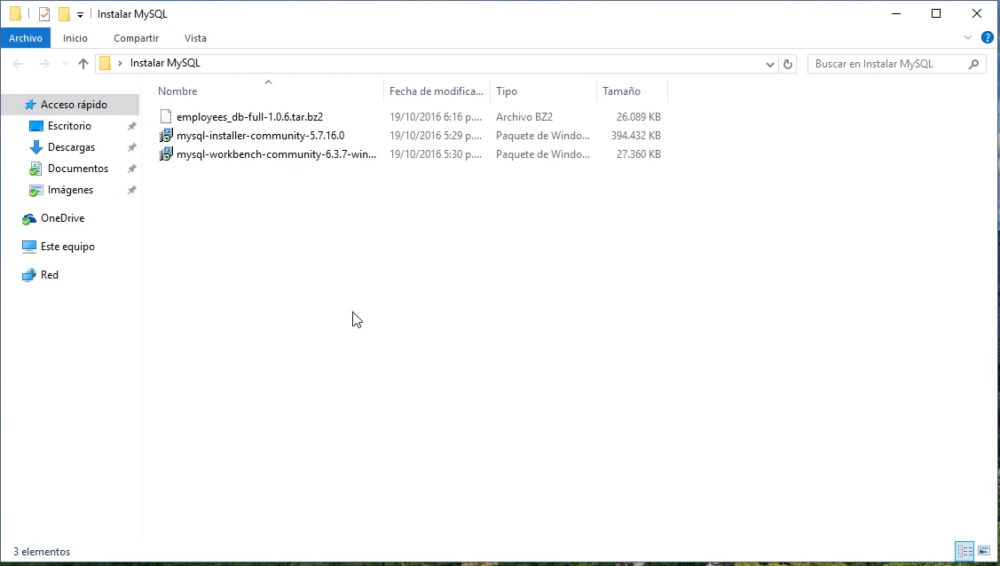 Instalar MySQL
Archivo Inicio Compartir Vista
Instalar MySQL Buscar en Instalar MySQL
Nombre Fecha de modifica... Tipo Tamaño
Acceso rápido
Escritorio
Descargas
Documentos
Imágenes
OneDrive
Este equipo
Red
employees_db-full-1.0.6.tar.bz2 19/10/2016 6:16 p.... Archivo BZ2 26.089 KB
mysql-installer-community-5.7.16.0 19/10/2016 5:29 p.... Paquete de Windo... 394.432 KB
mysql-workbench-community-6.3.7-win... 19/10/2016 5:30 p.... Paquete de Windo... 27.360 KB
3 elementos